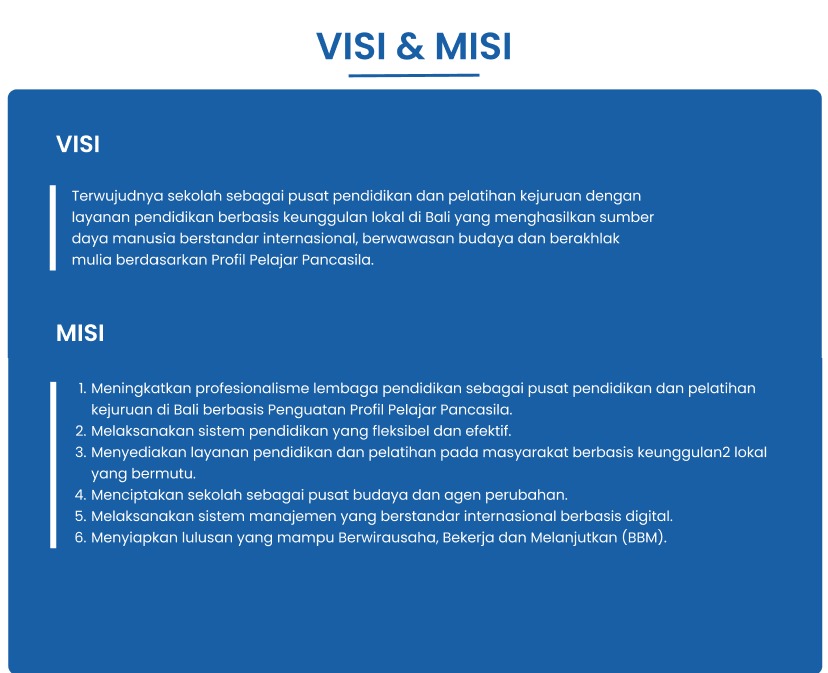 VISI & MISI
VISI
Terwujudnya sekolah sebagai pusat pendidikan dan pelatihan kejuruan dengan
layanan pendidikan berbasis keunggulan lokal di Bali yang menghasilkan sumber
daya manusia berstandar internasional, berwawasan budaya dan berakhlak
mulia berdasarkan Profil Pelajar Pancasila.
MISI
1. Meningkatkan profesionalisme lembaga pendidikan sebagai pusat pendidikan dan pelatihan
kejuruan di Bali berbasis Penguatan Profil Pelajar Pancasila.
2. Melaksanakan sistem pendidikan yang fleksibel dan efektif.
3. Menyediakan layanan pendidikan dan pelatihan pada masyarakat berbasis keunggulan2 lokal
yang bermutu.
4. Menciptakan sekolah sebagai pusat budaya dan agen perubahan.
5. Melaksanakan sistem manajemen yang berstandar internasional berbasis digital.
6. Menyiapkan lulusan yang mampu Berwirausaha, Bekerja dan Melanjutkan (BBM).